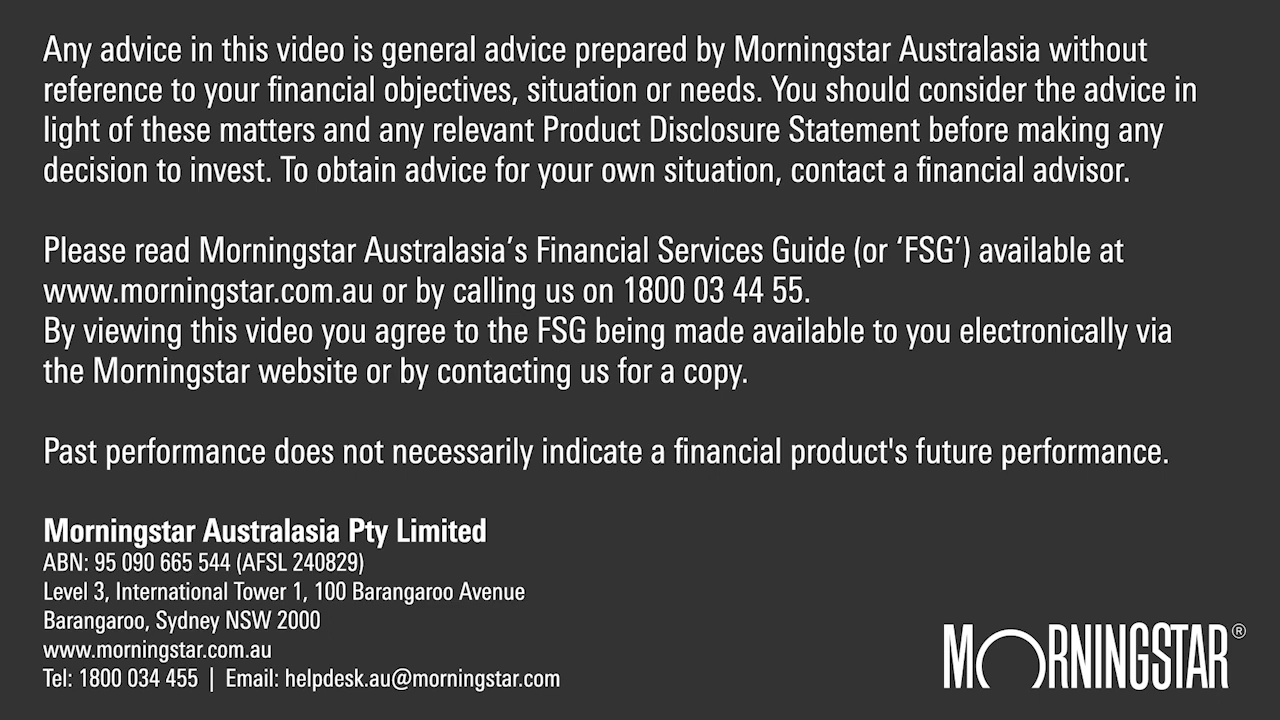 Any advice in this video is general advice prepared by Morningstar Australasia without
reference to your financial objectives, situation or needs. You should consider the advice in
light of these matters and any relevant Product Disclosure Statement before making any
decision to invest. To obtain advice for your own situation, contact a financial advisor.
Please read Morningstar Australasia’s Financial Services Guide (or ‘FSG’) available at
www.morningstar.com.au or by calling us on 1800 03 44 55.
By viewing this video you agree to the FSG being made available to you electronically via
the Morningstar website or by contacting us for a copy.
Past performance does not necessarily indicate a financial product's future performance.
Morningstar Australasia Pty Limited
ABN: 95 090 665 544 (AFSL 240829)
Level 3, International Tower 1, 100 Barangaroo Avenue
Barangaroo, Sydney NSW 2000
www.morningstar.com.au
Tel: 1800 034 455 | Email: helpdesk.au@morningstar.com
MORNINGSTAR®